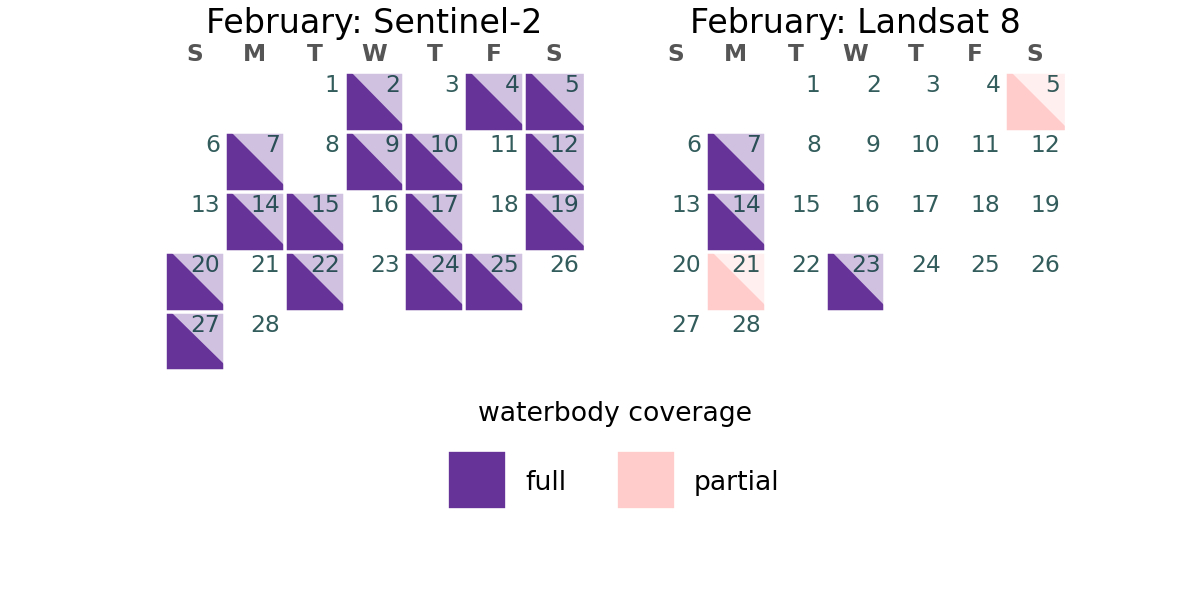 February: Sentinel-2
S M T W T F S
1 2 3 4 5
6 7 8 9 10 11 12
13 14 15 16 17 18 19
20 21 22 23 24 25 26
27 28
February: Landsat 8
S M T W T F S
1 2 3 4 5
6 7 8 9 10 11 12
13 14 15 16 17 18 19
20 21 22 23 24 25 26
27 28
waterbody coverage
full partial